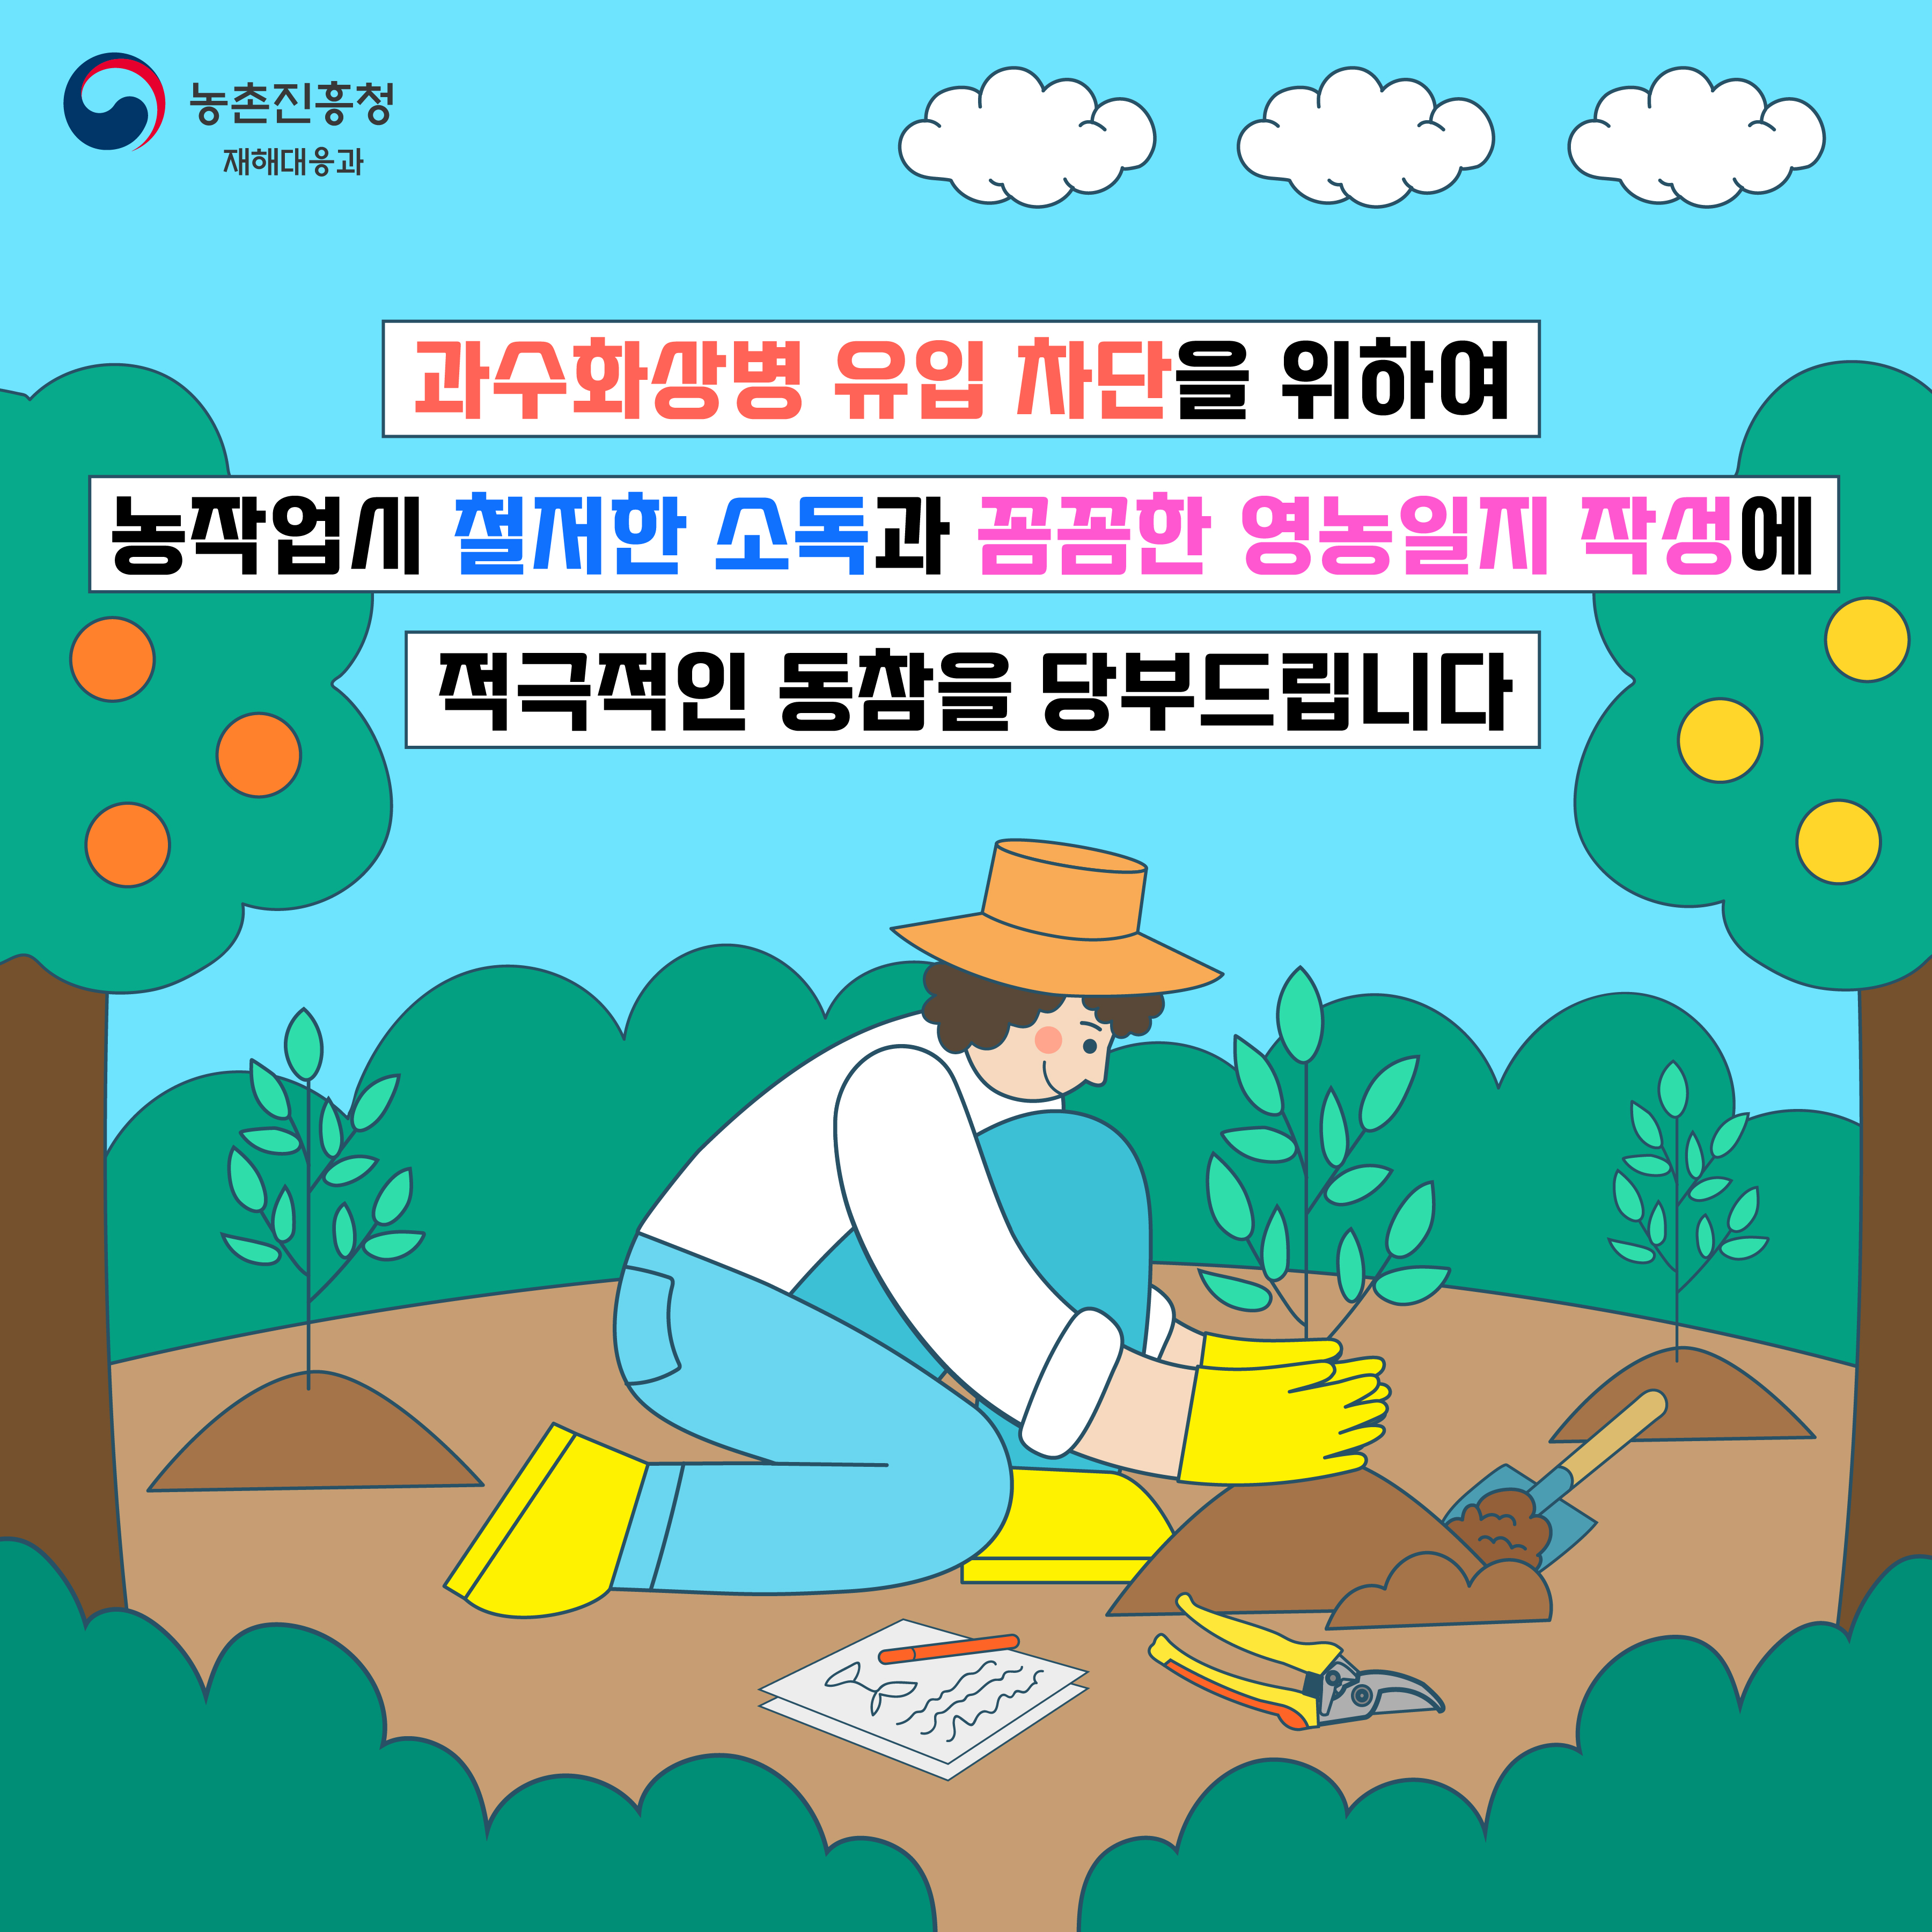 농촌진흥청
재해대응과
과수화상병 유입 차단을 위하여
농작업시 철저한 소독과 꼼꼼한 영농일지 작성에
적극적인 동참을 당부드립니다